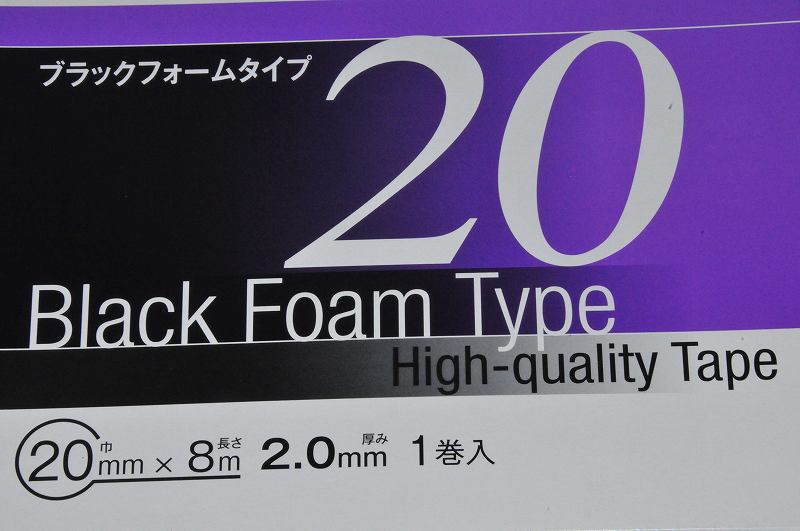 ブラックフォームタイプ
20
Black Foam Type
High-quality Tape
20巾mm × 8長さm 2.0厚みmm 1巻入